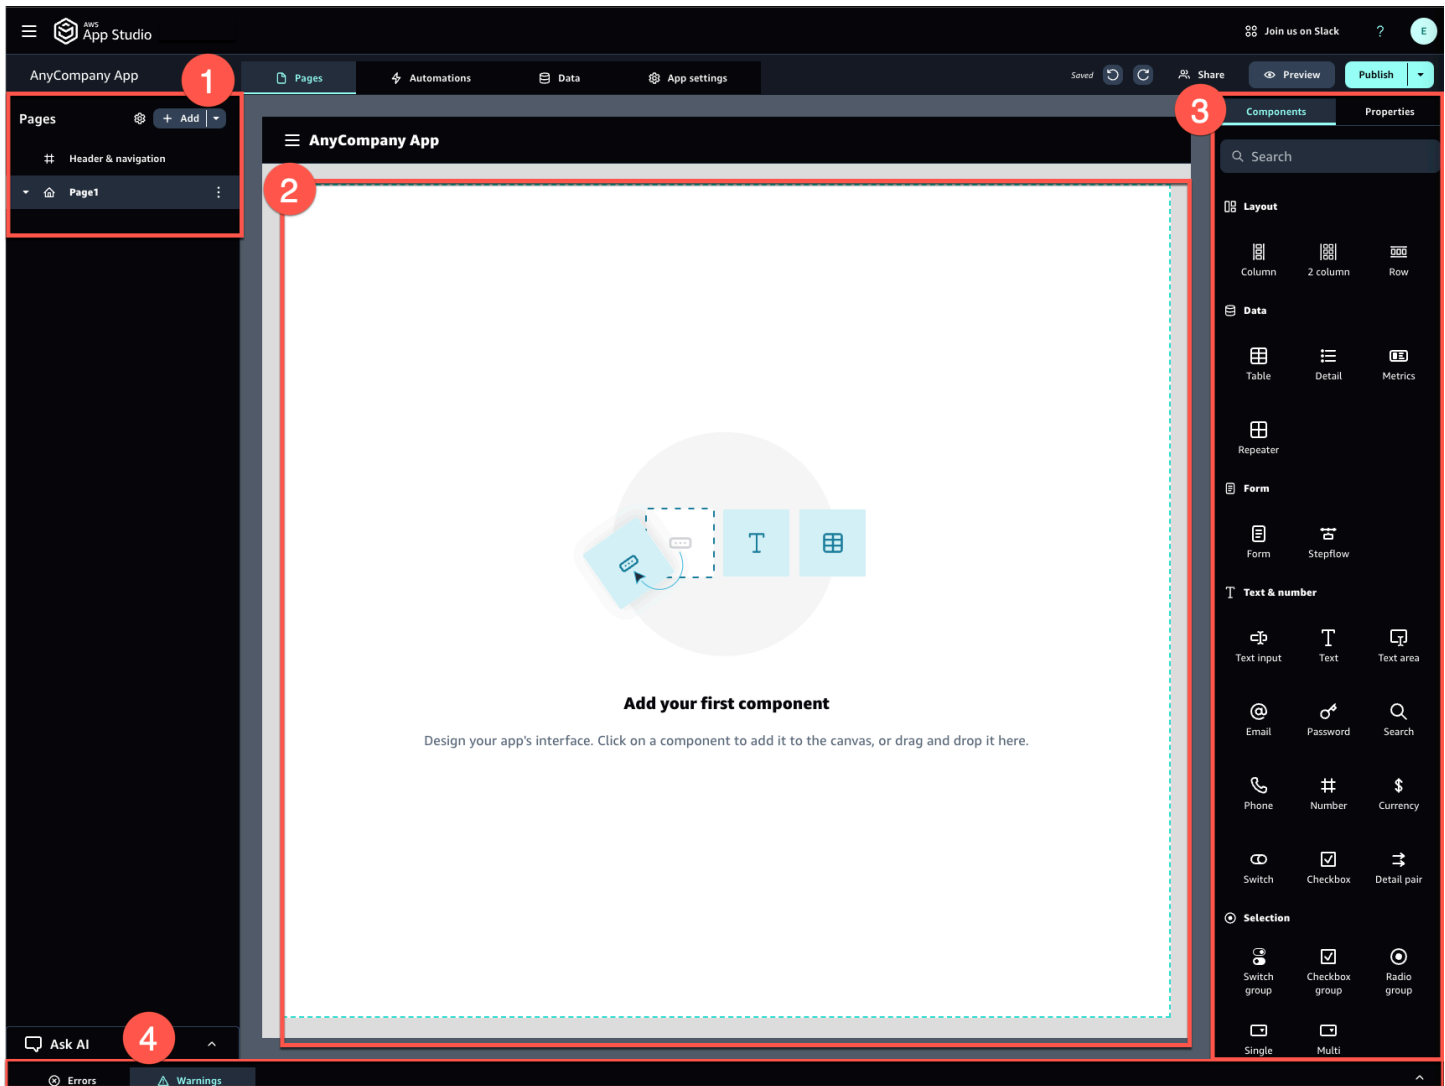 AWS
App Studio
Join us on Slack
?
E
AnyCompany App
1
Pages
Automations
Data
App settings
Saved
Share
Preview
Publish
Pages
+ Add
Header & navigation
Page1
AnyCompany App
2
Add your first component
Design your app's interface. Click on a component to add it to the canvas, or drag and drop it here.
3
Components
Properties
Search
Layout
Column
2 column
Row
Data
Table
Detail
Metrics
Repeater
Form
Form
Stepflow
Text & number
Text input
Text
Text area
Email
Password
Search
Phone
Number
Currency
Switch
Checkbox
Detail pair
Selection
Switch
group
Checkbox
group
Radio
group
Single
Multi
Ask AI
4
Errors
Warnings